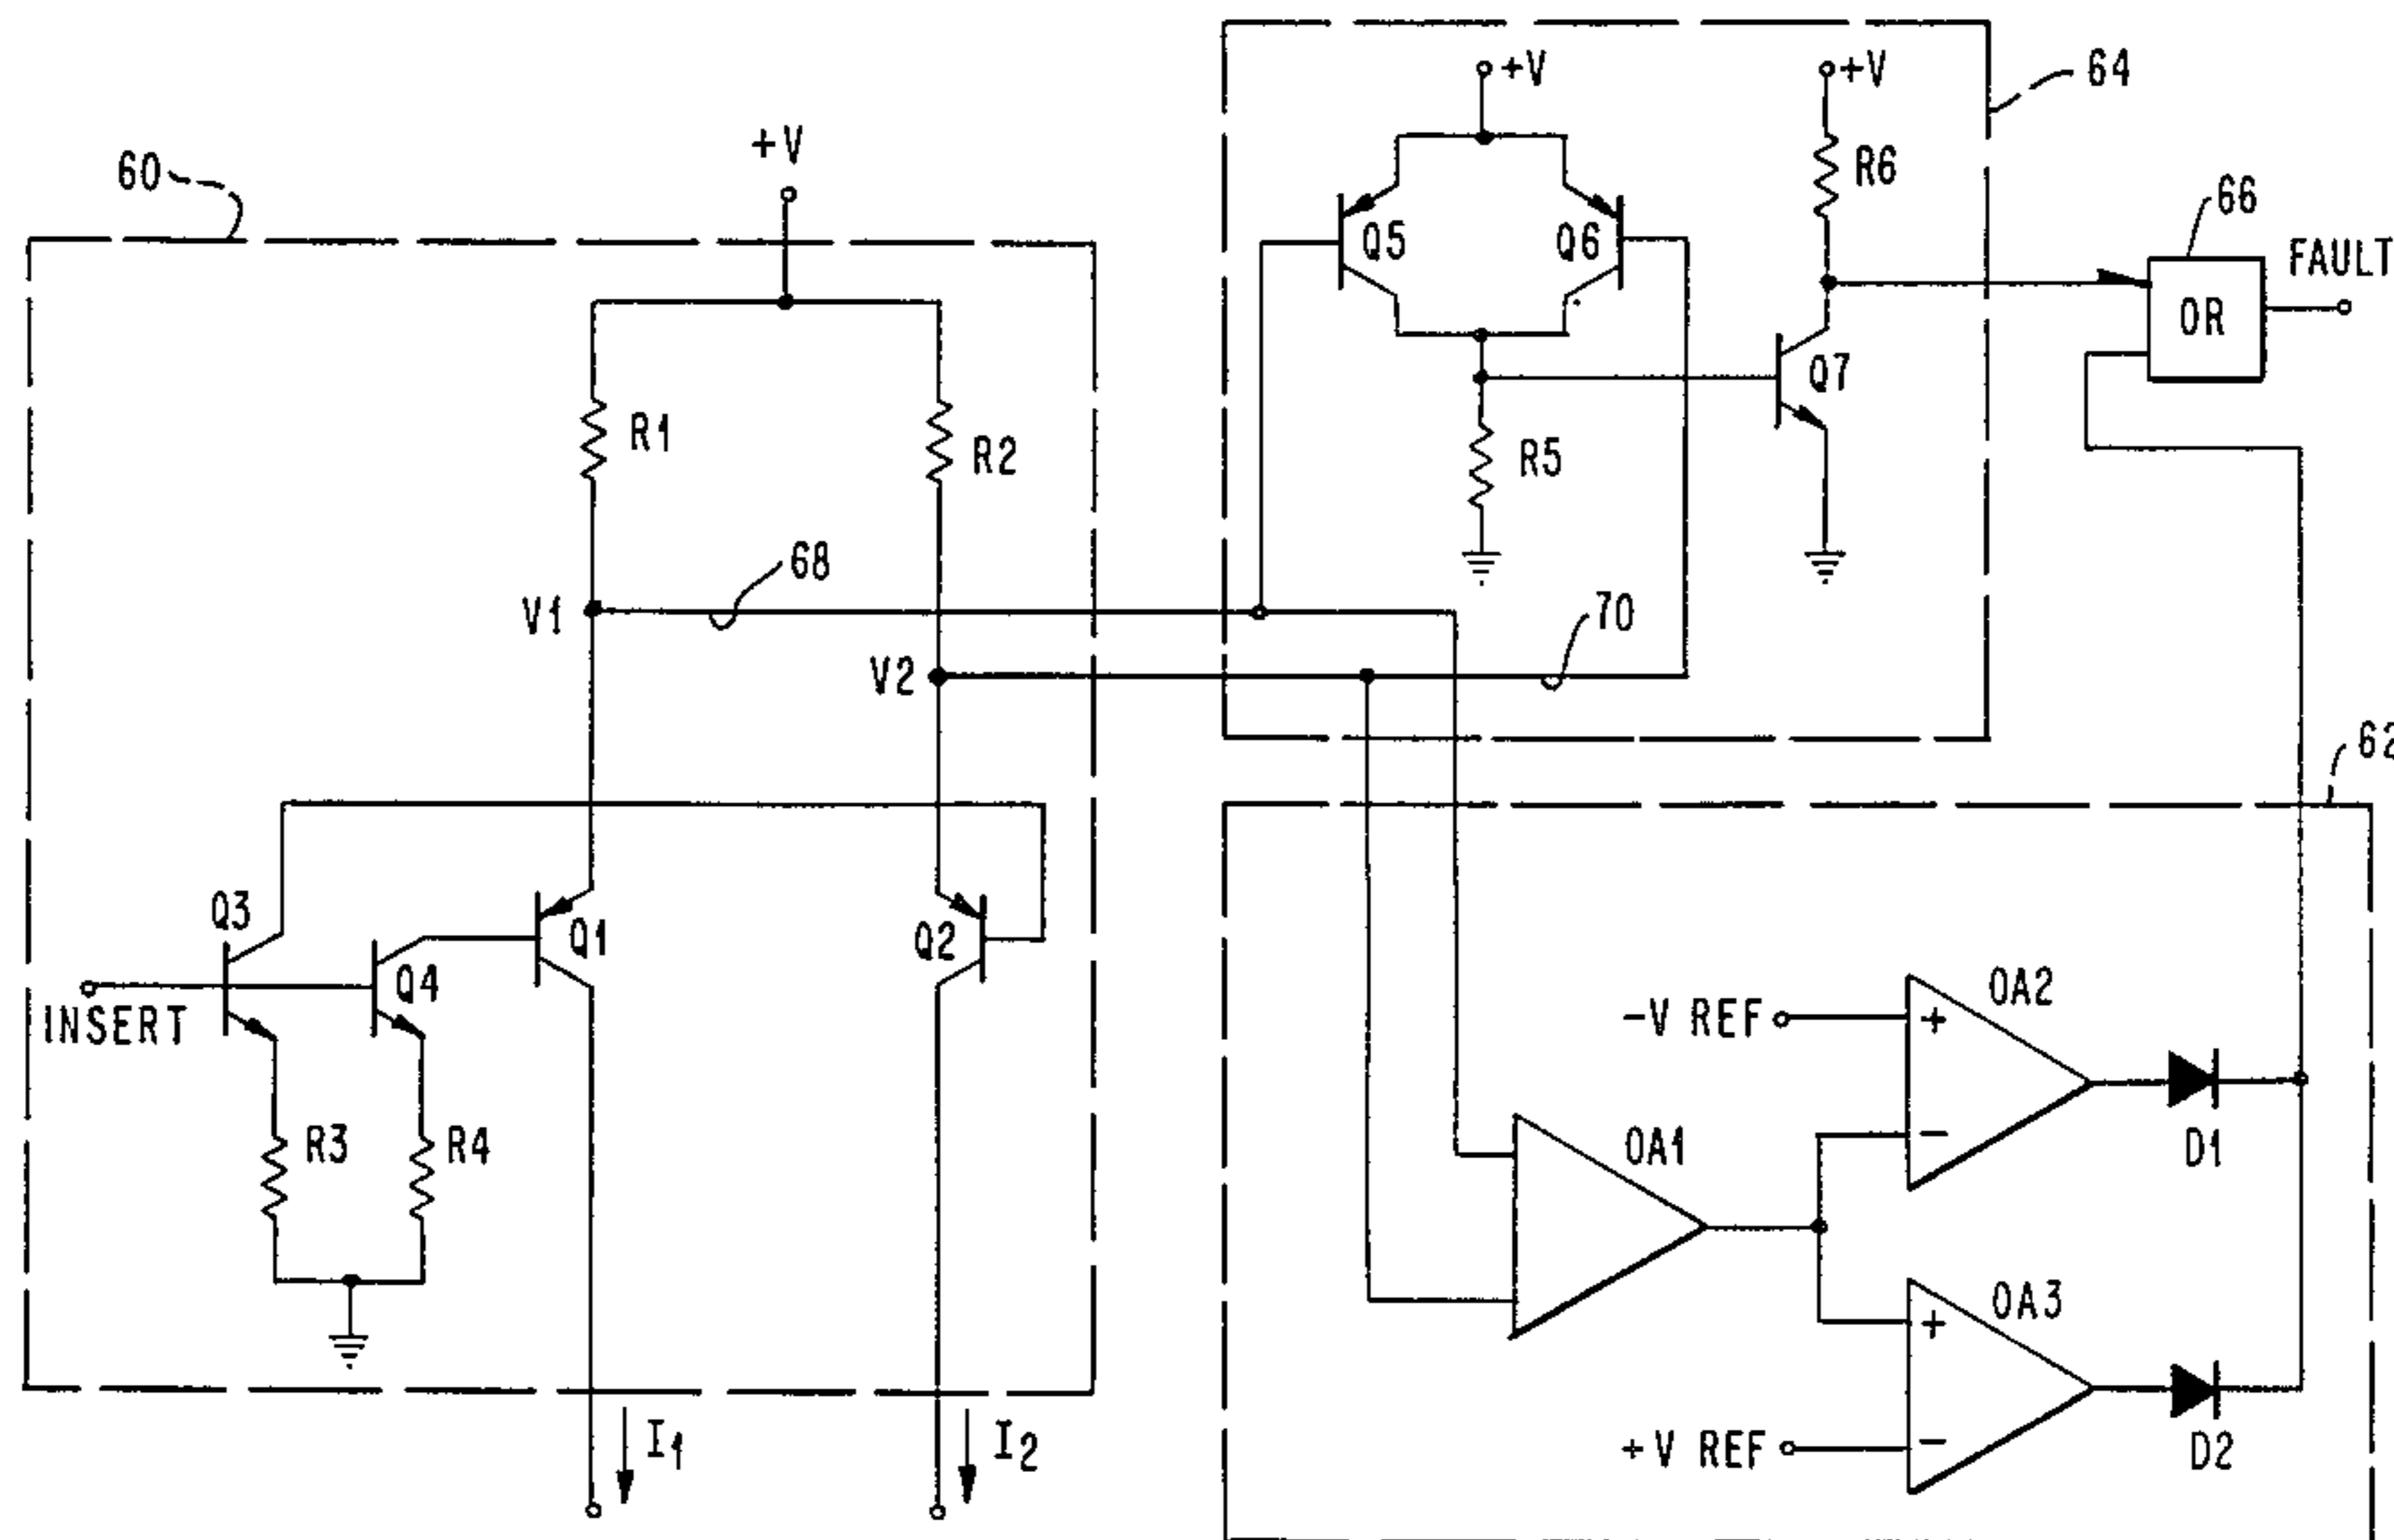 +V
+V
64
+V
60
R6
66
Q5
Q6
FAULT
OR
Q7
R1
R2
R5
68
V1
70
V2
62
Q3
Q1
Q2
Q4
INSERT
-V REF
+
OA2
-
D1
R3
R4
OA1
OA3
+
-
+V REF
D2
I1
I2